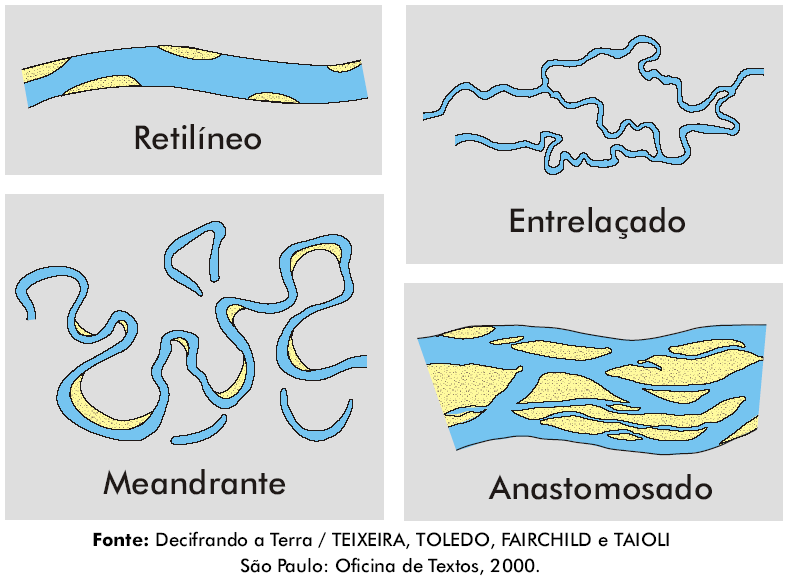 Retilíneo
Entrelaçado
Meandrante
Anastomosado
Fonte: Decifrando a Terra / TEIXEIRA, TOLEDO, FAIRCHILD e TAIOLI
São Paulo: Oficina de Textos, 2000.